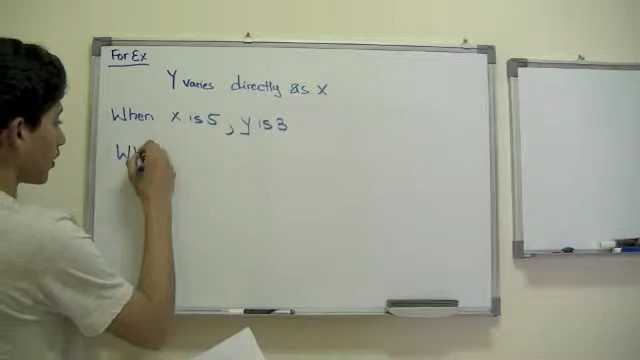 For Ex
Y varies directly as x
When x is 5, y is 3